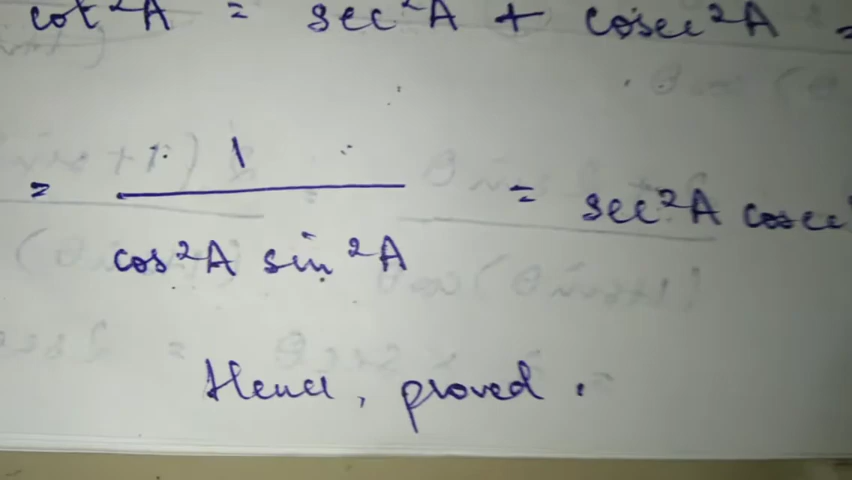 cot²A = sec²A + cosec²A =
= 1 / cos²A sin²A = sec²A cosec
Hence, proved.